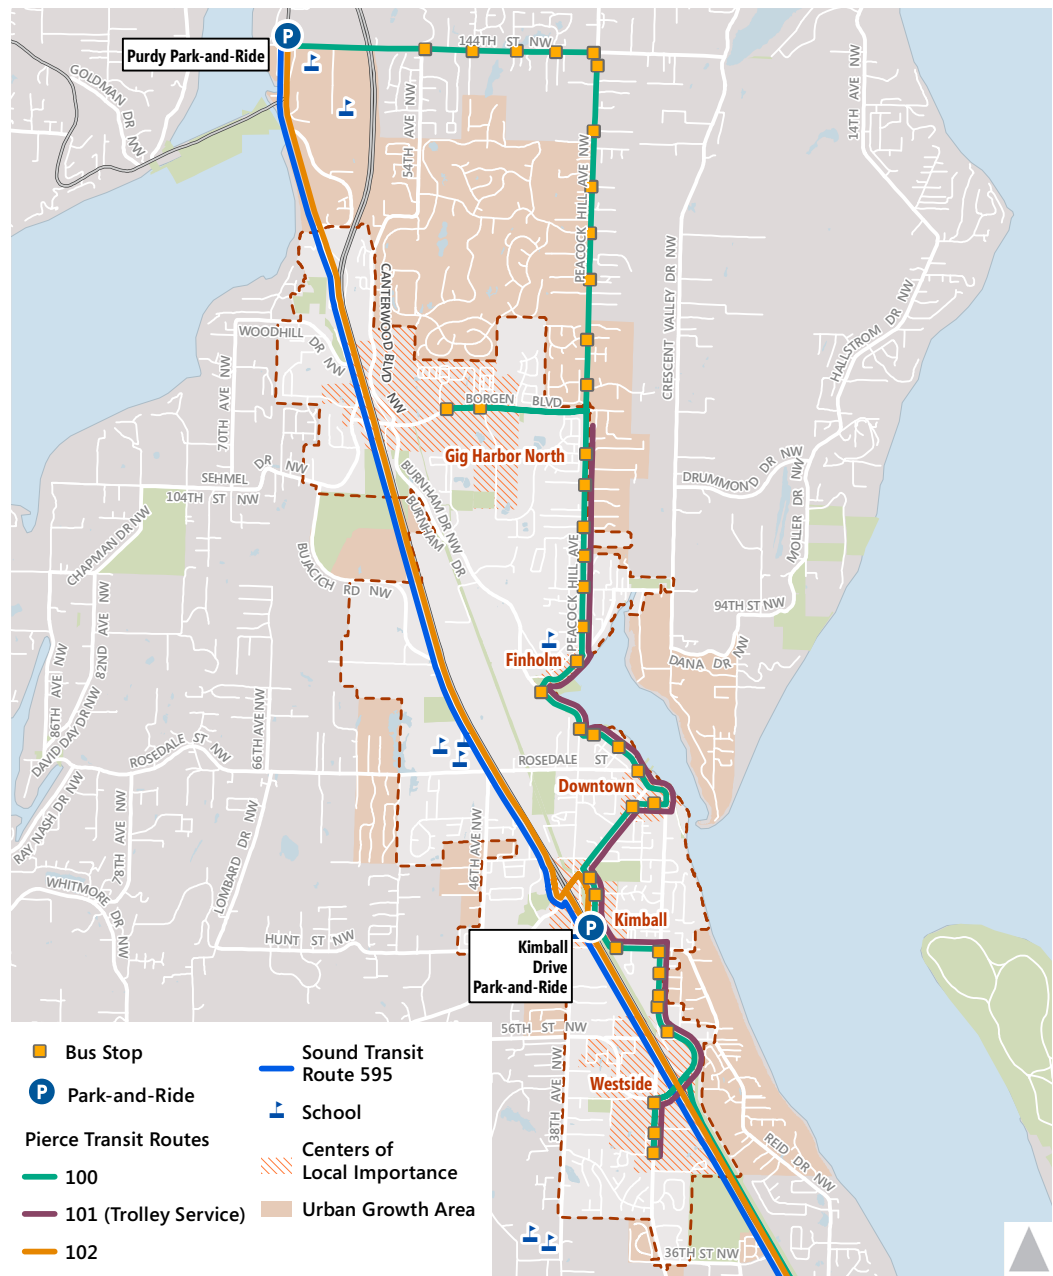 P
Purdy Park-and-Ride
144TH ST NW
GOLDMAN DR NW
54TH AVE NW
14TH AVE NW
PEACOCK HILL AVE NW
CRESCENT VALLEY DR NW
CANTERWOOD BLVD NW
HALLSTROM DR NW
WOODHILL DR NW
70TH AVE NW
BORGEN BLVD
Gig Harbor North
SEHMEL DR NW
104TH ST NW
BURNHAM DR NW
BURNHAM DR
DRUMMOND DR NW
MOLLER DR NW
CHAPMAN DR NW
BUJACICH RD NW
PEACOCK HILL AVE
94TH ST NW
82ND AVE NW
86TH AVE NW
Finholm
DANA DR NW
DAVID DAY DR NW
66TH AVE NW
ROSEDALE ST NW
ROSEDALE ST
Downtown
RAY NASH DR NW
78TH AVE NW
LOMBARD DR NW
46TH AVE NW
WHITMORE DR NW
HUNT ST NW
Kimball
P
Kimball
Drive
Park-and-Ride
56TH ST NW
38TH AVE NW
Westside
REID DR NW
36TH ST NW
Bus Stop
P
Park-and-Ride
Pierce Transit Routes
100
101 (Trolley Service)
102
Sound Transit
Route 595
School
Centers of
Local Importance
Urban Growth Area